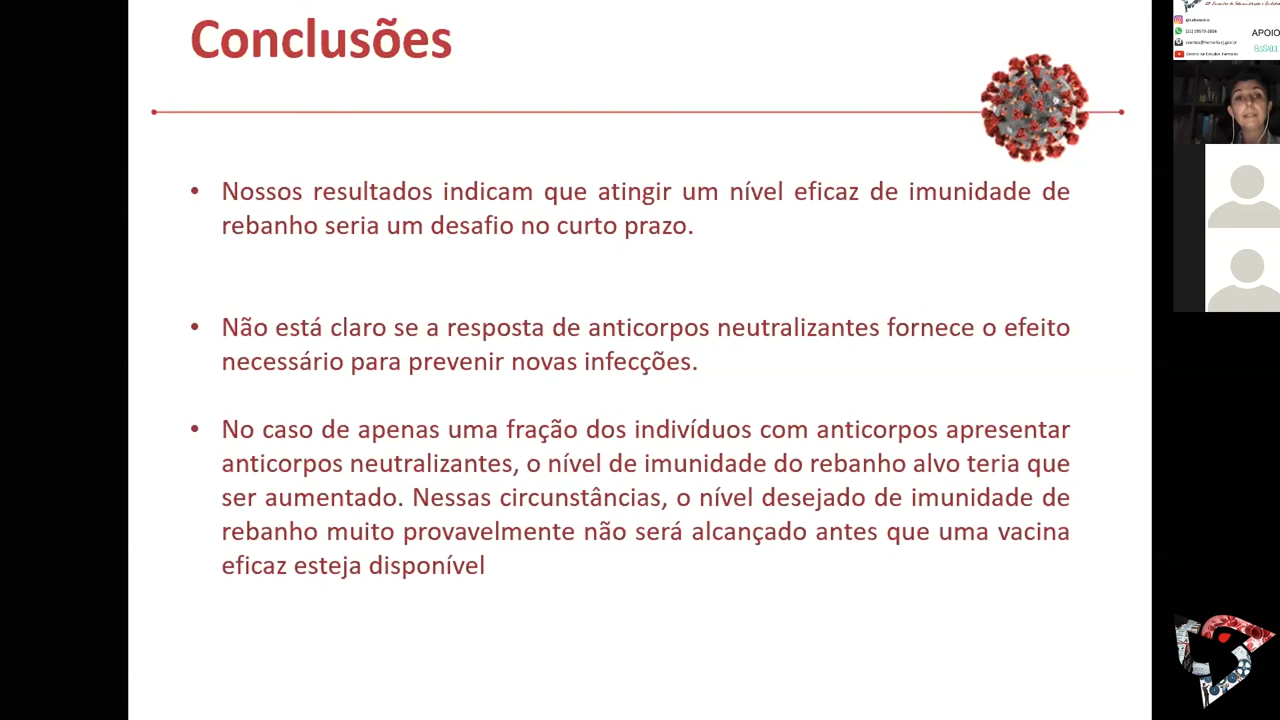 Conclusões
• Nossos resultados indicam que atingir um nível eficaz de imunidade de
rebanho seria um desafio no curto prazo.
• Não está claro se a resposta de anticorpos neutralizantes fornece o efeito
necessário para prevenir novas infecções.
• No caso de apenas uma fração dos indivíduos com anticorpos apresentar
anticorpos neutralizantes, o nível de imunidade do rebanho alvo teria que
ser aumentado. Nessas circunstâncias, o nível desejado de imunidade de
rebanho muito provavelmente não será alcançado antes que uma vacina
eficaz esteja disponível
APOIO
Centro de Estudos Hemorio